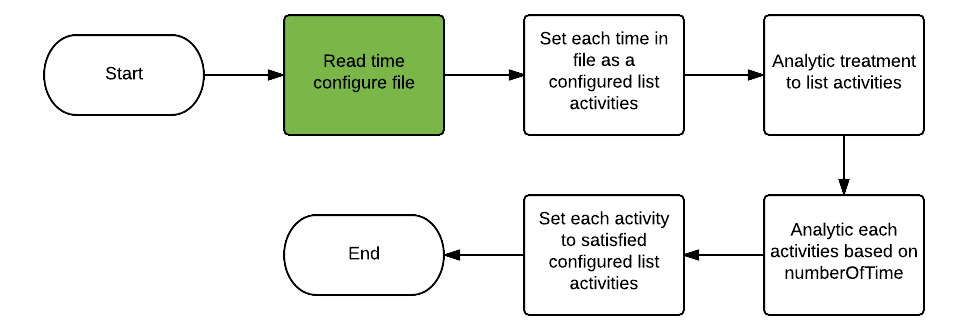 Start
Read time
configure file
Set each time in
file as a
configured list
activities
Analytic treatment
to list activities
Analytic each
activities based on
numberOfTime
Set each activity
to satisfied
configured list
activities
End